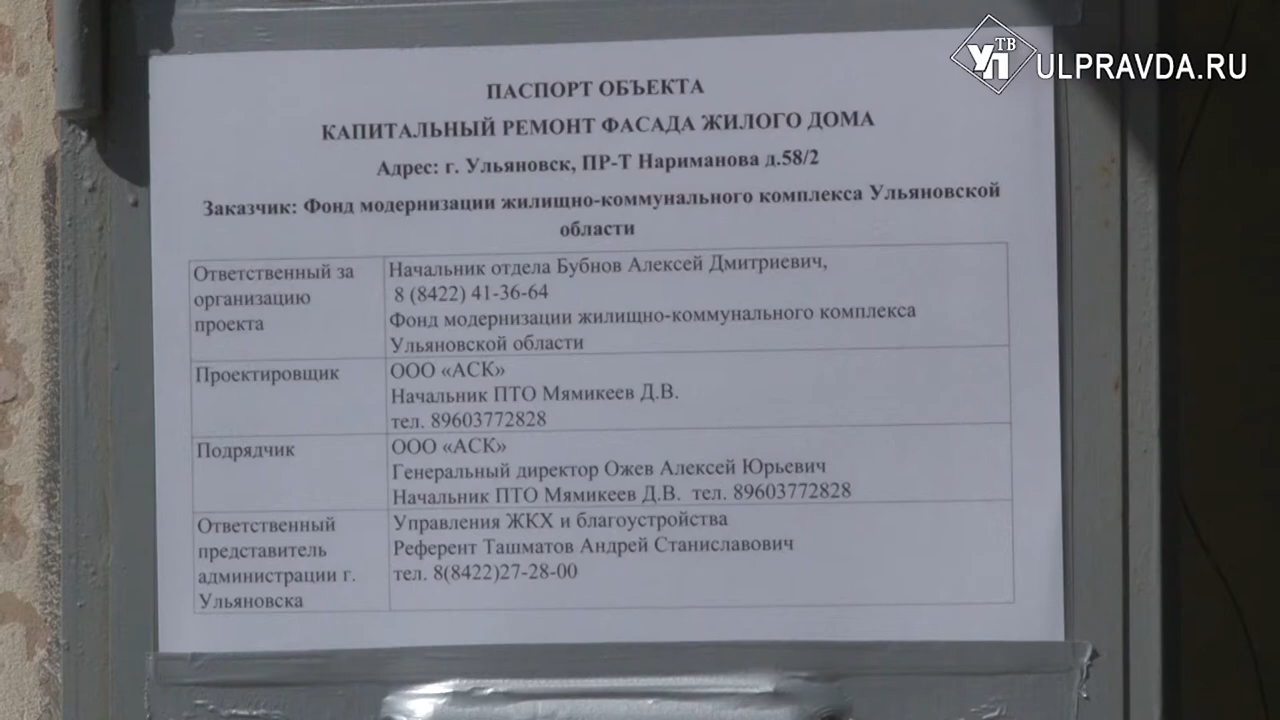 УП ТВ
ULPRAVDA.RU
ПАСПОРТ ОБЪЕКТА
КАПИТАЛЬНЫЙ РЕМОНТ ФАСАДА ЖИЛОГО ДОМА
Адрес: г. Ульяновск, ПР-Т Нариманова д.58/2
Заказчик: Фонд модернизации жилищно-коммунального комплекса Ульяновской
области
Ответственный за
организацию
проекта
Начальник отдела Бубнов Алексей Дмитриевич,
8 (8422) 41-36-64
Фонд модернизации жилищно-коммунального комплекса
Ульяновской области
Проектировщик
ООО «АСК»
Начальник ПТО Мямикеев Д.В.
тел. 89603772828
Подрядчик
ООО «АСК»
Генеральный директор Ожев Алексей Юрьевич
Начальник ПТО Мямикеев Д.В. тел. 89603772828
Ответственный
представитель
администрации г.
Ульяновска
Управления ЖКХ и благоустройства
Референт Ташматов Андрей Станиславович
тел. 8(8422)27-28-00